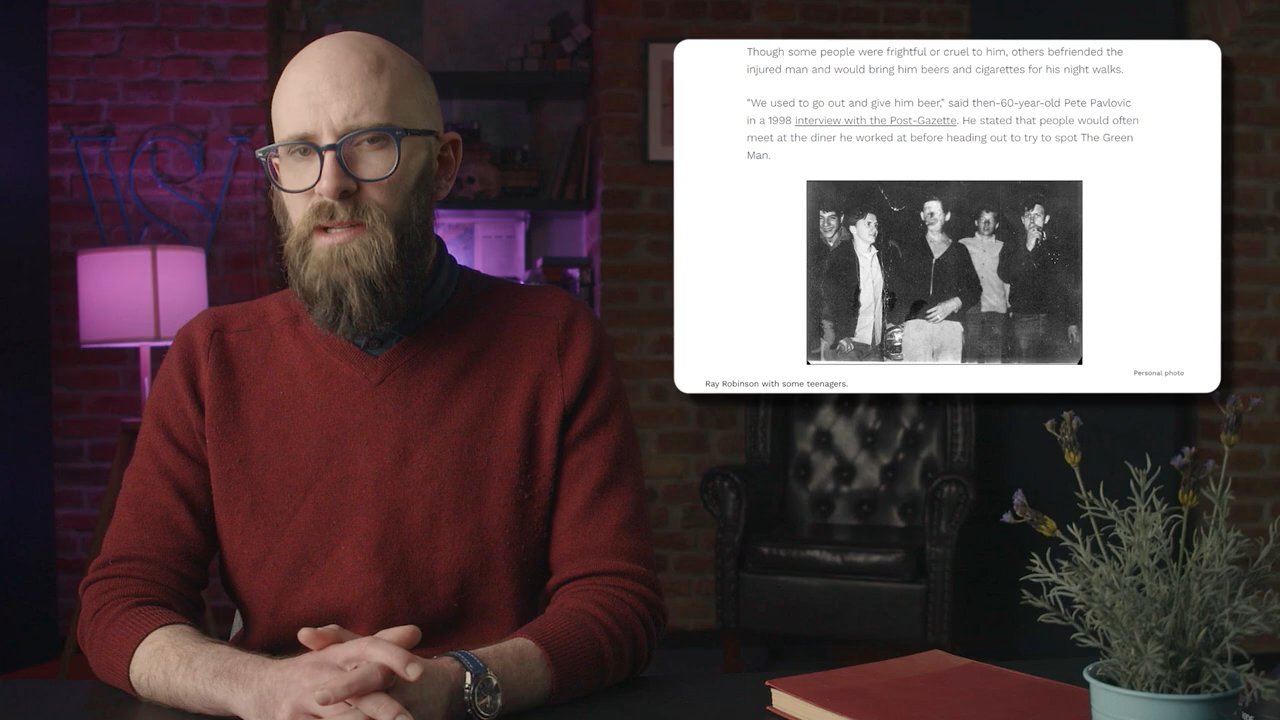 Though some people were frightful or cruel to him, others befriended the
injured man and would bring him beers and cigarettes for his night walks.
"We used to go out and give him beer," said then-60-year-old Pete Pavlovic
in a 1998 interview with the Post-Gazette. He stated that people would often
meet at the diner he worked at before heading out to try to spot The Green
Man.
Personal photo
Ray Robinson with some teenagers.